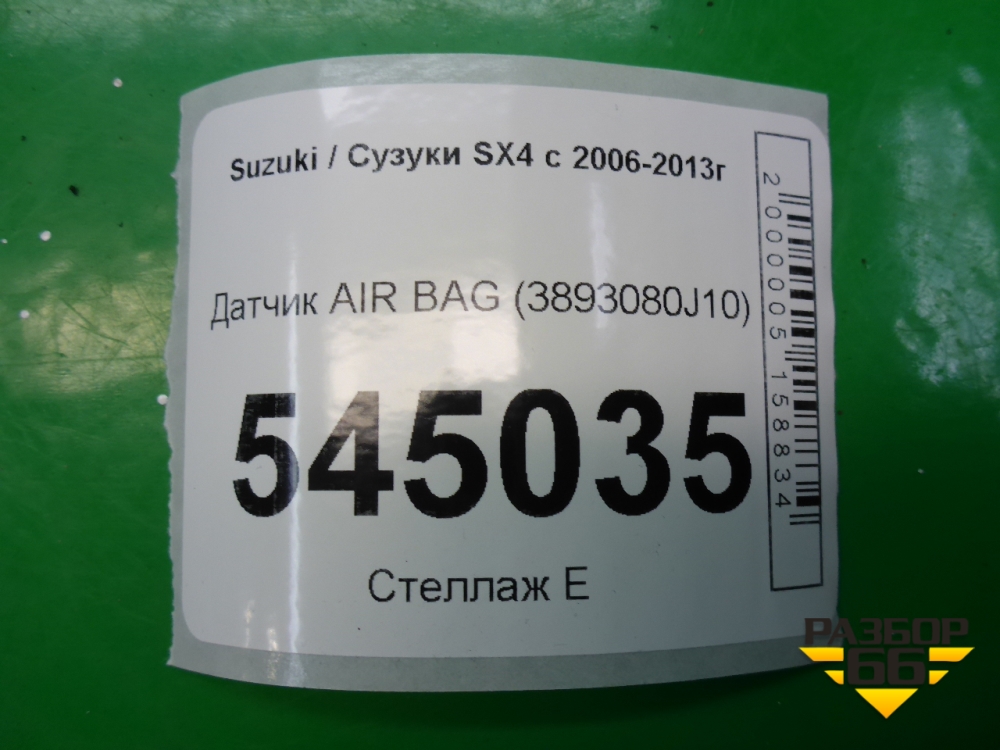 Suzuki / Сузуки SX4 с 2006-2013г
Датчик AIR BAG (3893080J10)
545035
Стеллаж Е
2000005158834
РАЗБОР
66